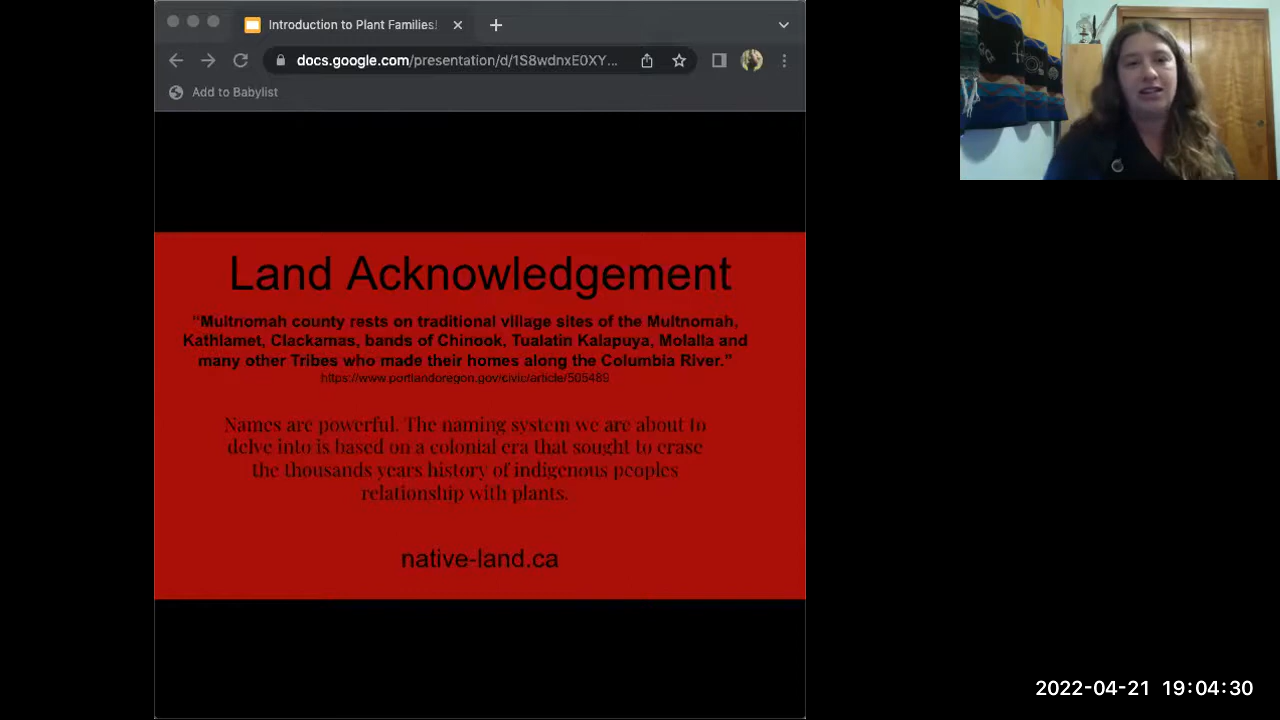 Introduction to Plant Families!
docs.google.com/presentation/d/1S8wdnxE0XY...
Add to Babylist
Land Acknowledgement
“Multnomah county rests on traditional village sites of the Multnomah,
Kathlamet, Clackamas, bands of Chinook, Tualatin Kalapuya, Molalla and
many other Tribes who made their homes along the Columbia River.”
https://www.portlandoregon.gov/civic/article/505489
Names are powerful. The naming system we are about to
delve into is based on a colonial era that sought to erase
the thousands years history of indigenous peoples
relationship with plants.
native-land.ca
2022-04-21 19:04:30